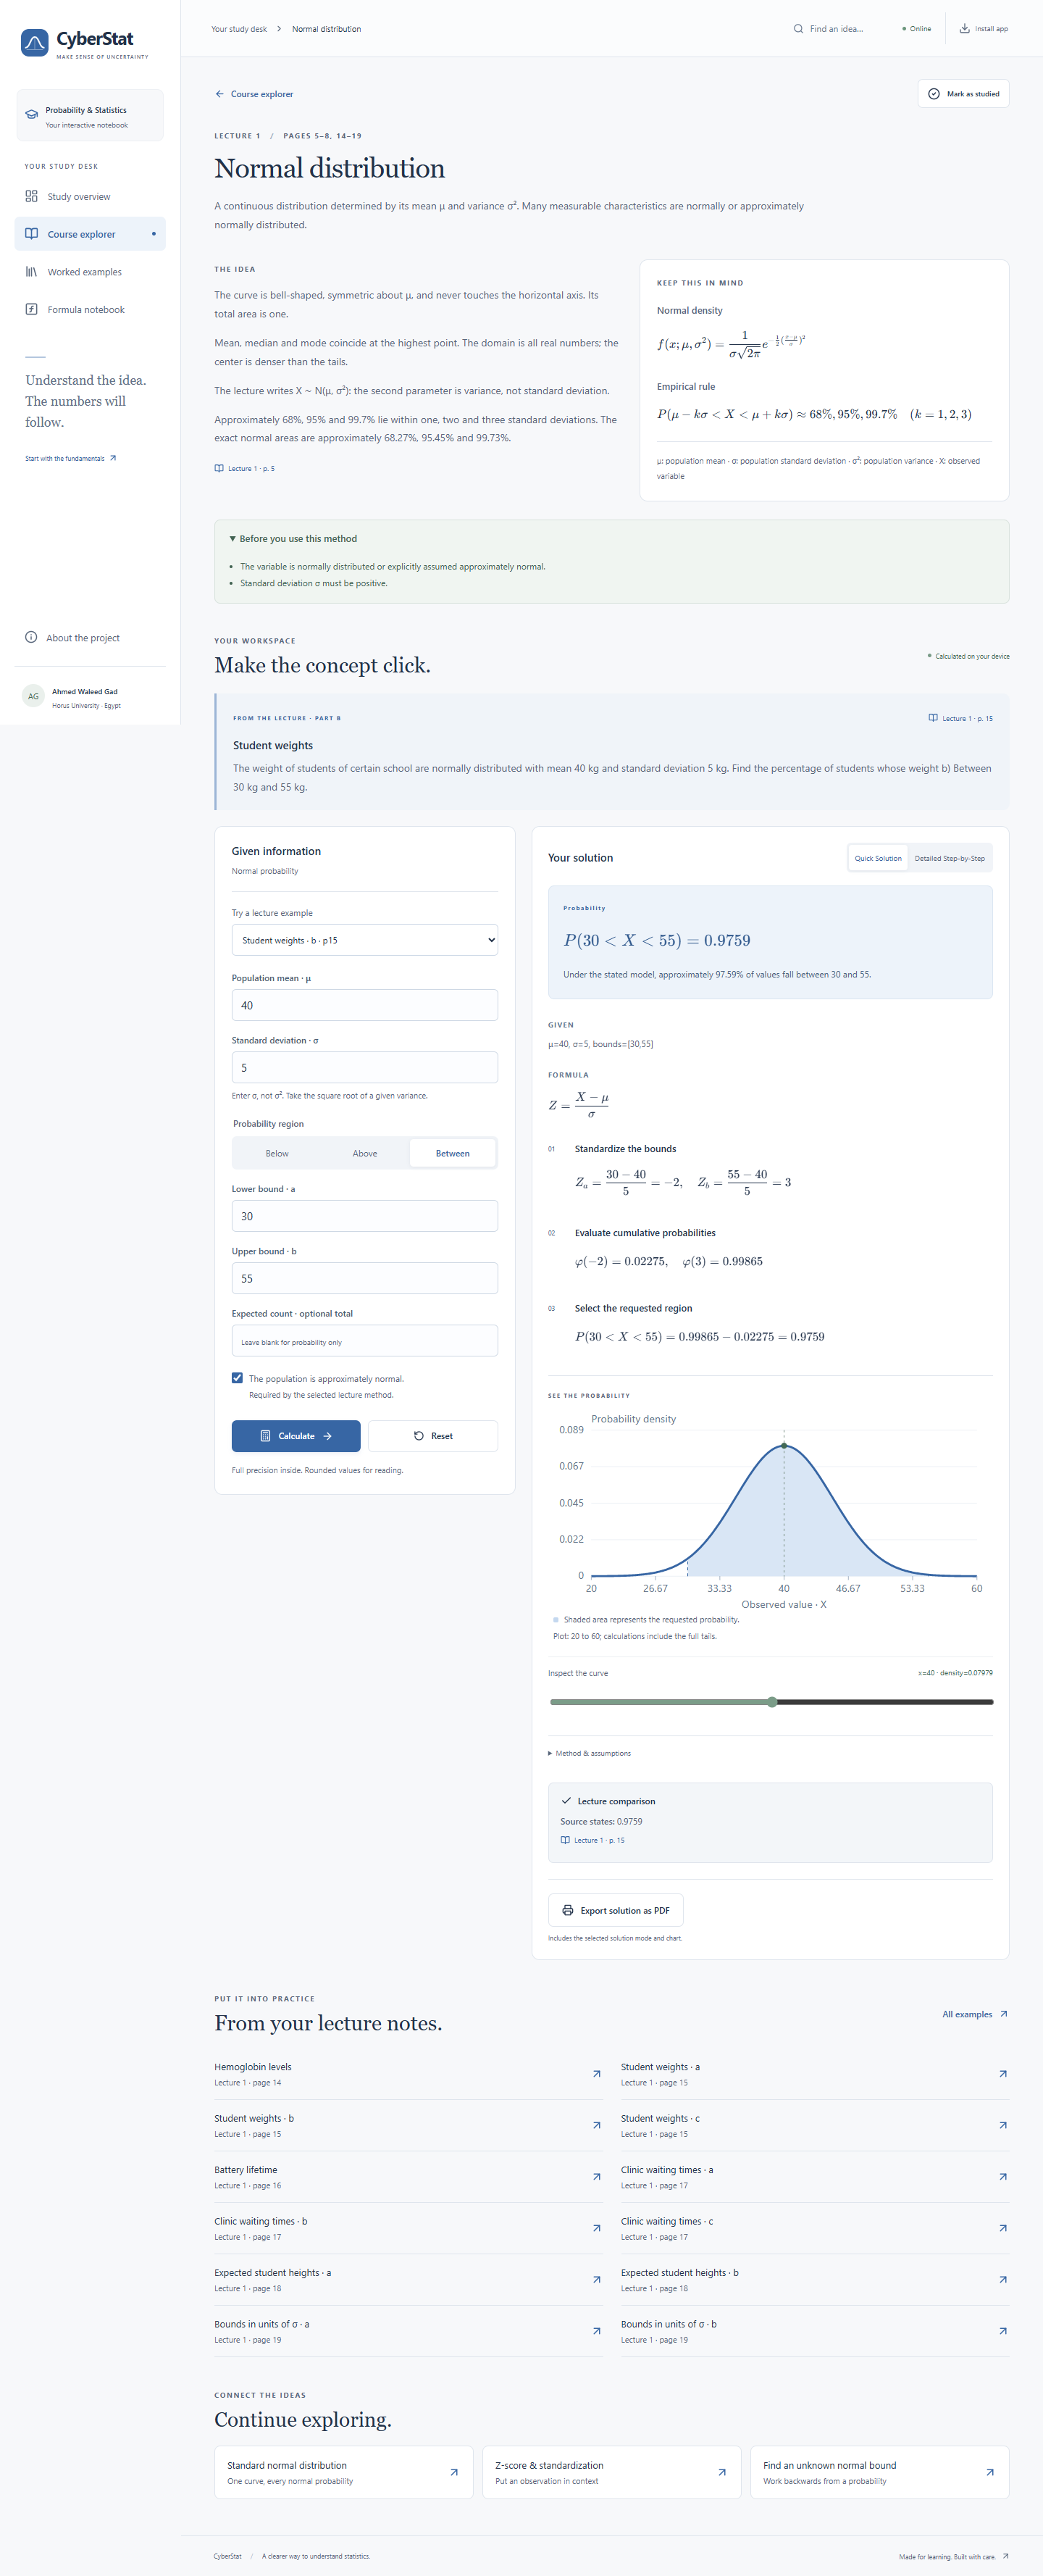 CyberStat
MAKE SENSE OF UNCERTAINTY
Probability & Statistics
Your interactive notebook
YOUR STUDY DESK
Study overview
Course explorer
Worked examples
Formula notebook
Understand the idea.
The numbers will
follow.
Start with the fundamentals
About the project
AG
Ahmed Waleed Gad
Horus University · Egypt
Your study desk > Normal distribution
Find an idea...
Online
Install app
Course explorer
Mark as studied
LECTURE 1 / PAGES 5–8, 14–19
Normal distribution
A continuous distribution determined by its mean μ and variance σ². Many measurable characteristics are normally or approximately
normally distributed.
THE IDEA
The curve is bell-shaped, symmetric about μ, and never touches the horizontal axis. Its
total area is one.
Mean, median and mode coincide at the highest point. The domain is all real numbers; the
center is denser than the tails.
The lecture writes X ~ N(μ, σ²): the second parameter is variance, not standard deviation.
Approximately 68%, 95% and 99.7% lie within one, two and three standard deviations. The
exact normal areas are approximately 68.27%, 95.45% and 99.73%.
Lecture 1 · p. 5
KEEP THIS IN MIND
Normal density
f(x; μ, σ²) = 1/(σ√2π) e^(-1/2((x−μ)/σ)²)
Empirical rule
P(μ − kσ < X < μ + kσ) ≈ 68%, 95%, 99.7% (k = 1, 2, 3)
μ: population mean · σ: population standard deviation · σ²: population variance · X: observed
variable
▼ Before you use this method
• The variable is normally distributed or explicitly assumed approximately normal.
• Standard deviation σ must be positive.
YOUR WORKSPACE
Make the concept click.
Calculated on your device
FROM THE LECTURE · PART B
Lecture 1 · p. 15
Student weights
The weight of students of certain school are normally distributed with mean 40 kg and standard deviation 5 kg. Find the percentage of students whose weight b) Between
30 kg and 55 kg.
Given information
Normal probability
Try a lecture example
Student weights · b · p15
Population mean · μ
40
Standard deviation · σ
5
Enter σ, not σ². Take the square root of a given variance.
Probability region
Below Above Between
Lower bound · a
30
Upper bound · b
55
Expected count · optional total
Leave blank for probability only
The population is approximately normal.
Required by the selected lecture method.
Calculate
Reset
Full precision inside. Rounded values for reading.
Your solution
Quick Solution
Detailed Step-by-Step
Probability
P(30 < X < 55) = 0.9759
Under the stated model, approximately 97.59% of values fall between 30 and 55.
GIVEN
μ=40, σ=5, bounds=[30,55]
FORMULA
Z = (X − μ)/σ
01 Standardize the bounds
Zₐ = (30 − 40)/5 = −2, Z_b = (55 − 40)/5 = 3
02 Evaluate cumulative probabilities
φ(−2) = 0.02275, φ(3) = 0.99865
03 Select the requested region
P(30 < X < 55) = 0.99865 − 0.02275 = 0.9759
SEE THE PROBABILITY
Probability density
0.089
0.067
0.045
0.022
0
20 26.67 33.33 40 46.67 53.33 60
Observed value · X
Shaded area represents the requested probability.
Plot: 20 to 60; calculations include the full tails.
Inspect the curve
x=40 · density=0.07979
▶ Method & assumptions
Lecture comparison
Source states: 0.9759
Lecture 1 · p. 15
Export solution as PDF
Includes the selected solution mode and chart.
PUT IT INTO PRACTICE
From your lecture notes.
All examples
Hemoglobin levels
Lecture 1 · page 14
Student weights · a
Lecture 1 · page 15
Student weights · b
Lecture 1 · page 15
Student weights · c
Lecture 1 · page 15
Battery lifetime
Lecture 1 · page 16
Clinic waiting times · a
Lecture 1 · page 17
Clinic waiting times · b
Lecture 1 · page 17
Clinic waiting times · c
Lecture 1 · page 17
Expected student heights · a
Lecture 1 · page 18
Expected student heights · b
Lecture 1 · page 18
Bounds in units of σ · a
Lecture 1 · page 19
Bounds in units of σ · b
Lecture 1 · page 19
CONNECT THE IDEAS
Continue exploring.
Standard normal distribution
One curve, every normal probability
Z-score & standardization
Put an observation in context
Find an unknown normal bound
Work backwards from a probability
CyberStat / A clearer way to understand statistics.
Made for learning. Built with care.